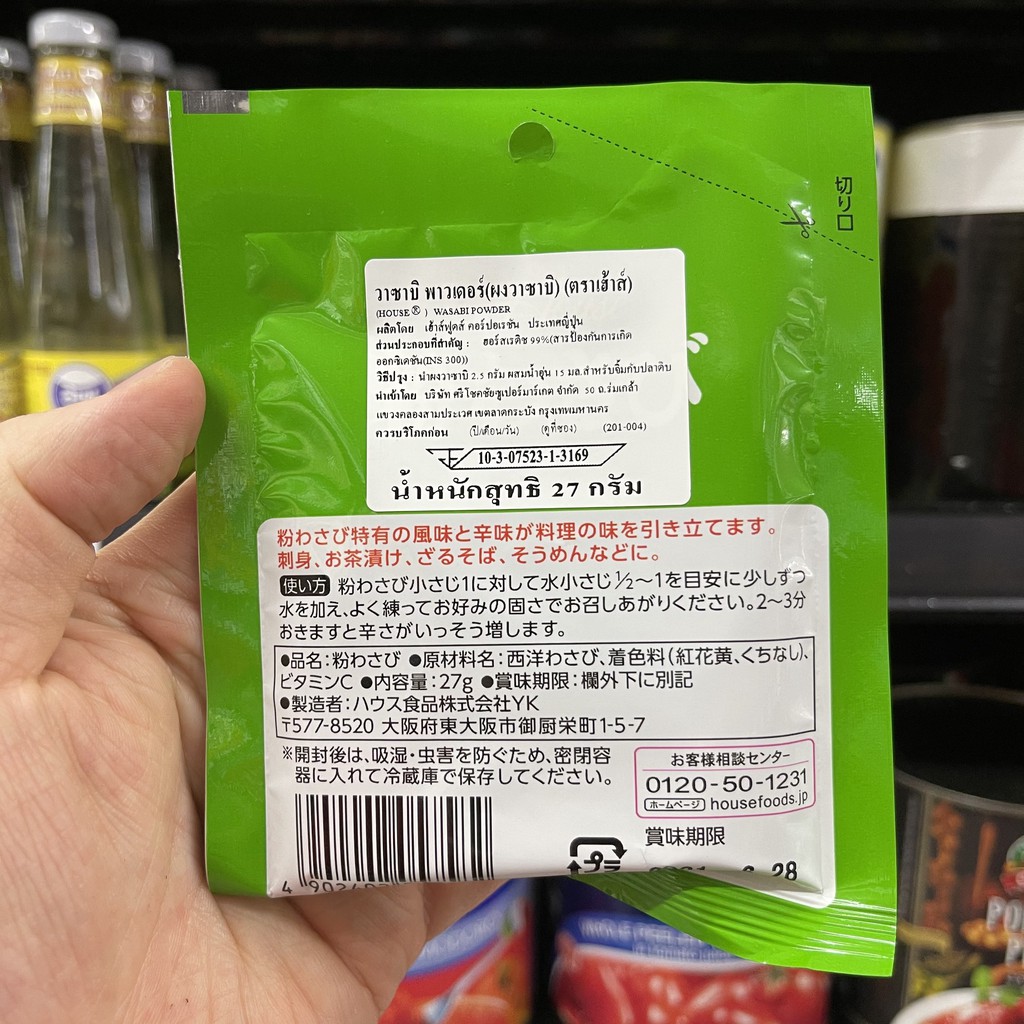 切り口
วาซาบิ พาวเดอร์(ผงวาซาบิ) (ตราเฮ้าส์)
(HOUSE ® ) WASABI POWDER
ผลิตโดย เฮ้าส์ฟูดส์ คอร์ปอเรชั่น ประเทศญี่ปุ่น
ส่วนประกอบที่สำคัญ : ฮอร์สเรดิช 99%(สารป้องกันการเกิด
ออกซิเดชั่น(INS 300))
วิธีปรุง : นำผงวาซาบิ 2.5 กรัม ผสมน้ำอุ่น 15 มล.สำหรับจิ้มกับปลาดิบ
นำเข้าโดย บริษัท ศรีโชคชัยซูเปอร์มาร์เกต จำกัด 50 ถ.ร่มเกล้า
แขวงคลองสามประเวศ เขตลาดกระบัง กรุงเทพมหานคร
ควรบริโภคก่อน (ปี/เดือน/วัน) (ดูที่ซอง) (201-004)
10-3-07523-1-3169
น้ำหนักสุทธิ 27 กรัม
粉わさび特有の風味と辛味が料理の味を引き立てます。
刺身、お茶漬け、ざるそば、そうめんなどに。
使い方 粉わさび小さじ1に対して水小さじ½〜1を目安に少しずつ
水を加え、よく練ってお好みの固さでお召しあがりください。2〜3分
おきますと辛さがいっそう増します。
●品名:粉わさび ●原材料名:西洋わさび、着色料(紅花黄、くちなし)、
ビタミンC ●内容量:27g ●賞味期限:欄外下に別記
●製造者:ハウス食品株式会社YK
〒577-8520 大阪府東大阪市御厨栄町1-5-7
※開封後は、吸湿・虫害を防ぐため、密閉容
器に入れて冷蔵庫で保存してください。
お客様相談センター
0120-50-1231
ホームページ housefoods.jp
賞味期限
プラ
28